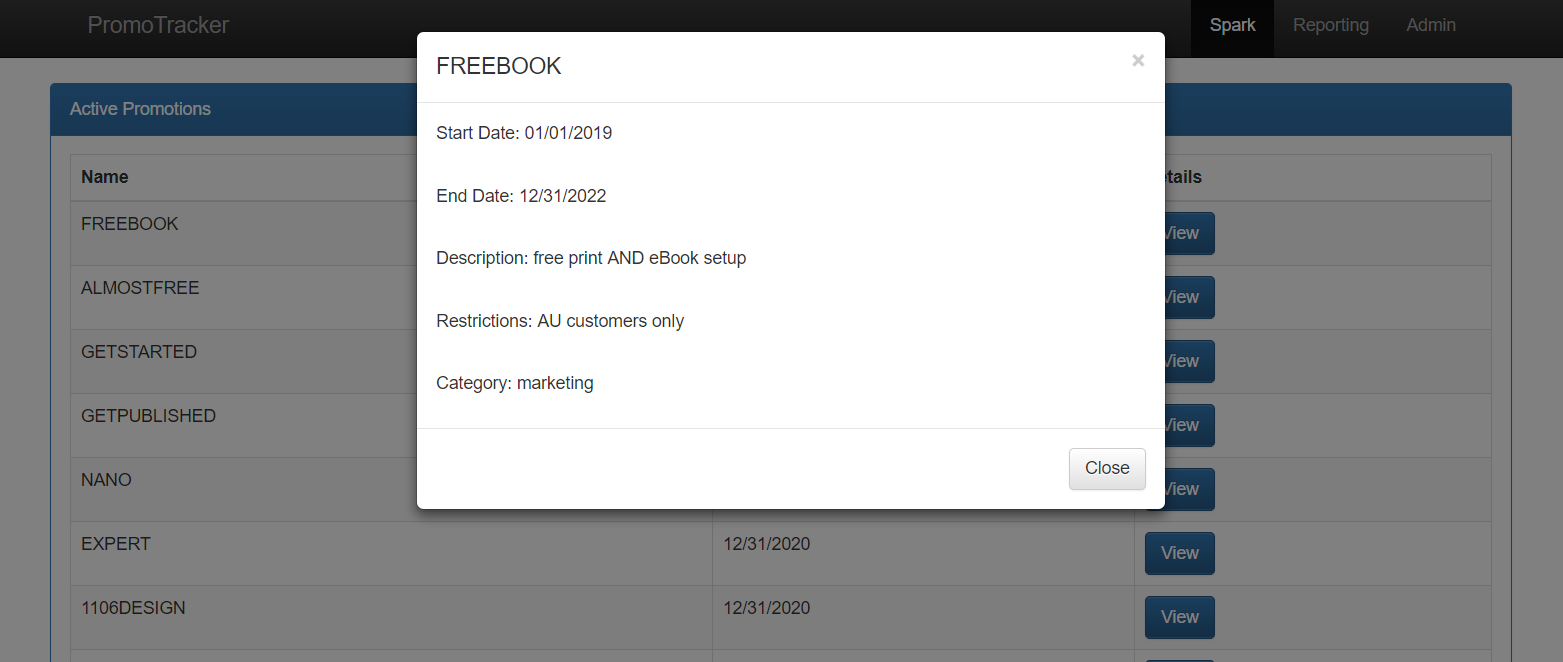 PromoTracker
Spark Reporting Admin
FREEBOOK ×
Active Promotions
Start Date: 01/01/2019
Name
End Date: 12/31/2022
FREEBOOK
View
Description: free print AND eBook setup
ALMOSTFREE
View
Restrictions: AU customers only
GETSTARTED
View
Category: marketing
GETPUBLISHED
View
Close
NANO
View
EXPERT 12/31/2020 View
1106DESIGN 12/31/2020 View